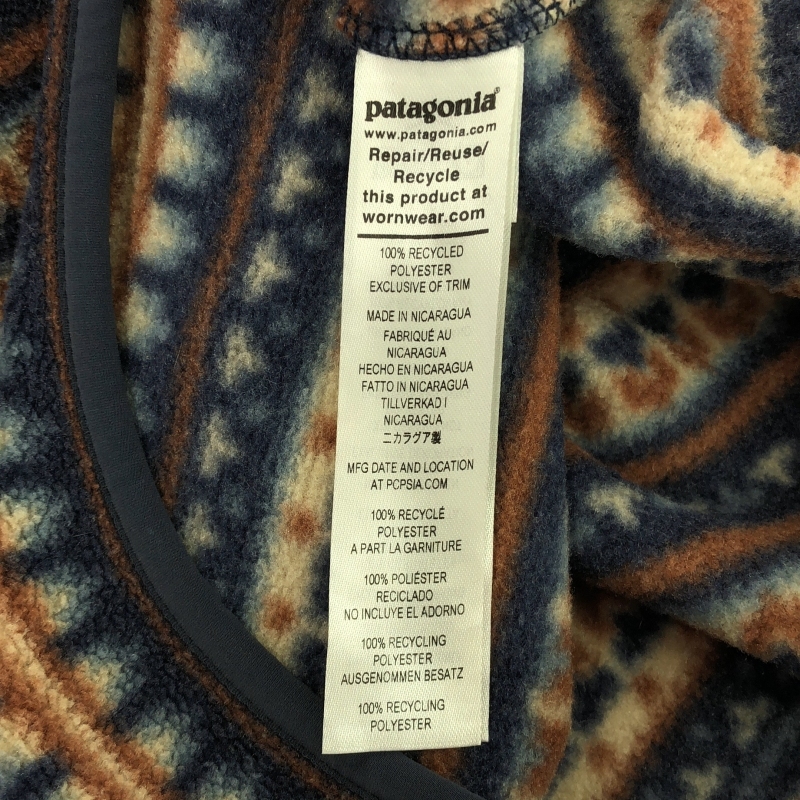 patagonia®
www.patagonia.com
Repair/Reuse/
Recycle
this product at
wornwear.com
100% RECYCLED
POLYESTER
EXCLUSIVE OF TRIM
MADE IN NICARAGUA
FABRIQUÉ AU
NICARAGUA
HECHO EN NICARAGUA
FATTO IN NICARAGUA
TILLVERKAD I
NICARAGUA
ニカラグア製
MFG DATE AND LOCATION
AT PCPSIA.COM
100% RECYCLÉ
POLYESTER
A PART LA GARNITURE
100% POLIÉSTER
RECICLADO
NO INCLUYE EL ADORNO
100% RECYCLING
POLYESTER
AUSGENOMMEN BESATZ
100% RECYCLING
POLYESTER